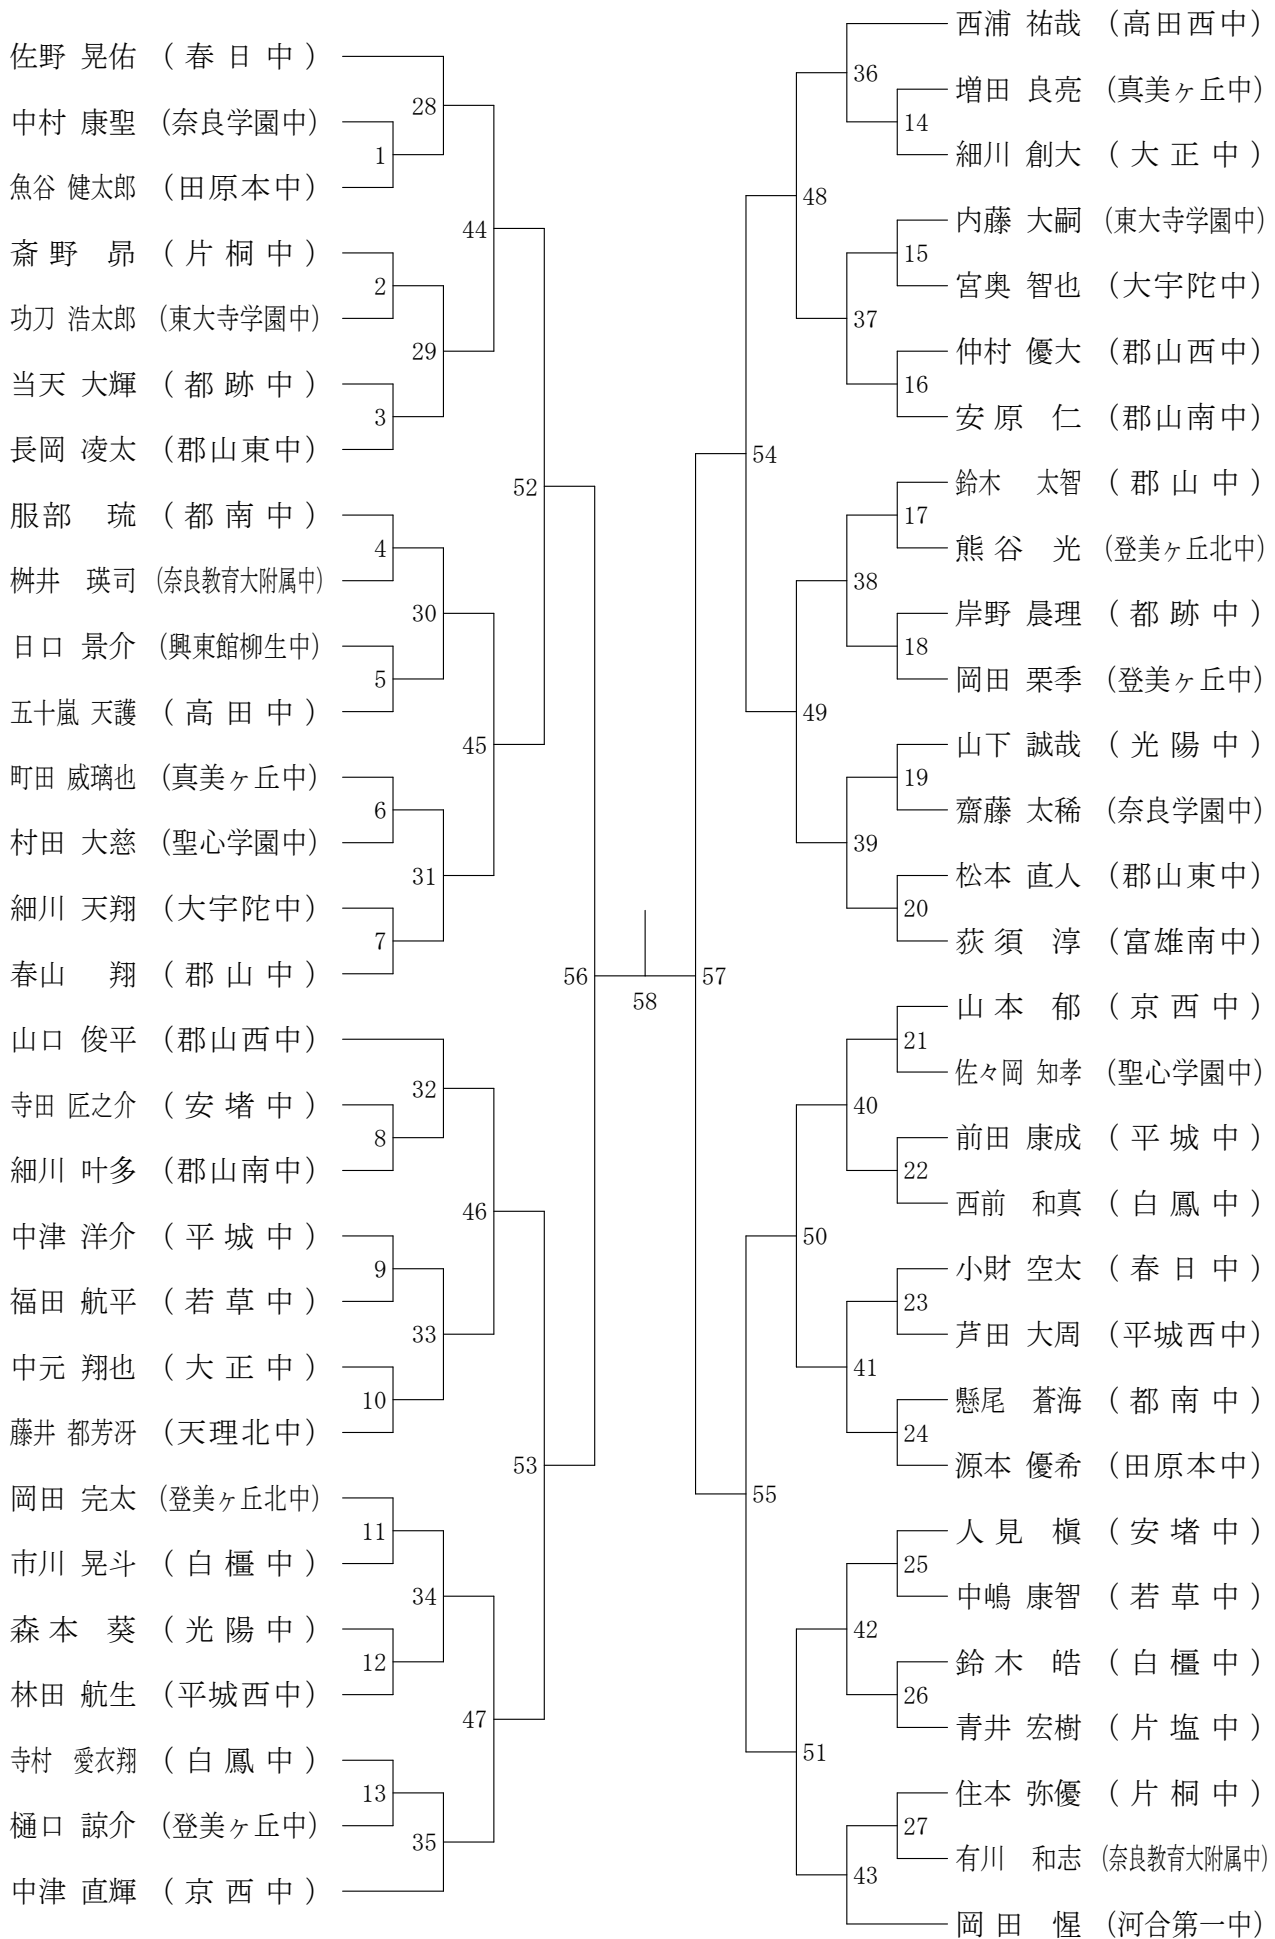 佐野 晃佑 (春日中)
中村 康聖 (奈良学園中)
魚谷 健太郎 (田原本中)
斎野 昴 (片桐中)
功刀 浩太郎 (東大寺学園中)
当天 大輝 (都跡中)
長岡 凌太 (郡山東中)
服部 琉 (都南中)
桝井 瑛司 (奈良教育大附属中)
日口 景介 (興東館柳生中)
五十嵐 天護 (高田中)
町田 威璃也 (真美ヶ丘中)
村田 大慈 (聖心学園中)
細川 天翔 (大宇陀中)
春山 翔 (郡山中)
山口 俊平 (郡山西中)
寺田 匠之介 (安堵中)
細川 叶多 (郡山南中)
中津 洋介 (平城中)
福田 航平 (若草中)
中元 翔也 (大正中)
藤井 都芳冴 (天理北中)
岡田 完太 (登美ヶ丘北中)
市川 晃斗 (白橿中)
森本 葵 (光陽中)
林田 航生 (平城西中)
寺村 愛衣翔 (白鳳中)
樋口 諒介 (登美ヶ丘中)
中津 直輝 (京西中)
1
2
3
4
5
6
7
8
9
10
11
12
13
28
29
30
31
32
33
34
35
44
45
46
47
52
53
56
58
57
54
55
48
49
50
51
36
37
38
39
40
41
42
43
14
15
16
17
18
19
20
21
22
23
24
25
26
27
西浦 祐哉 (高田西中)
増田 良亮 (真美ヶ丘中)
細川 創大 (大正中)
内藤 大嗣 (東大寺学園中)
宮奥 智也 (大宇陀中)
仲村 優大 (郡山西中)
安原 仁 (郡山南中)
鈴木 太智 (郡山中)
熊谷 光 (登美ヶ丘北中)
岸野 晨理 (都跡中)
岡田 栗季 (登美ヶ丘中)
山下 誠哉 (光陽中)
齋藤 太稀 (奈良学園中)
松本 直人 (郡山東中)
荻須 淳 (富雄南中)
山本 郁 (京西中)
佐々岡 知孝 (聖心学園中)
前田 康成 (平城中)
西前 和真 (白鳳中)
小財 空太 (春日中)
芦田 大周 (平城西中)
懸尾 蒼海 (都南中)
源本 優希 (田原本中)
人見 槇 (安堵中)
中嶋 康智 (若草中)
鈴木 皓 (白橿中)
青井 宏樹 (片塩中)
住本 弥優 (片桐中)
有川 和志 (奈良教育大附属中)
岡田 惺 (河合第一中)